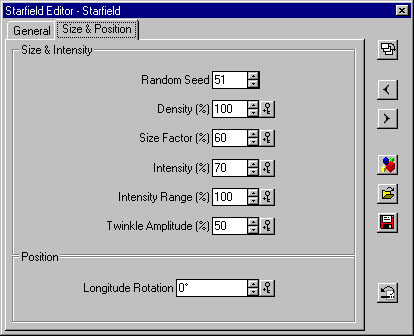 Starfield Editor - Starfield
General Size & Position
Size & Intensity
Random Seed 51
Density (%) 100
Size Factor (%) 60
Intensity (%) 70
Intensity Range (%) 100
Twinkle Amplitude (%) 50
Position
Longitude Rotation 0°